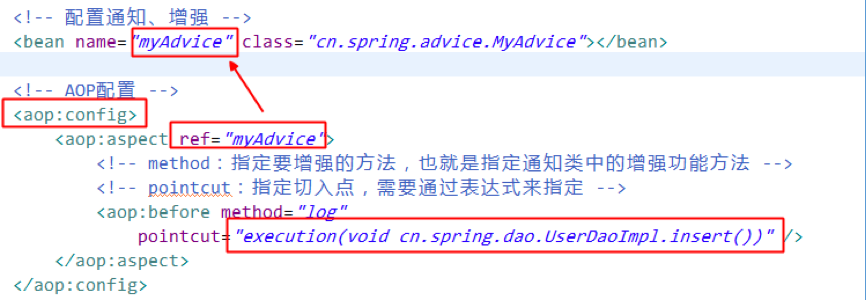 <!-- 配置通知、增强 -->
<bean name="myAdvice" class="cn.spring.advice.MyAdvice"></bean>
<!-- AOP配置 -->
<aop:config>
<aop:aspect ref="myAdvice">
<!-- method：指定要增强的方法，也就是指定通知类中的增强功能方法 -->
<!-- pointcut：指定切入点，需要通过表达式来指定 -->
<aop:before method="log"
pointcut="execution(void cn.spring.dao.UserDaoImpl.insert())" />
</aop:aspect>
</aop:config>